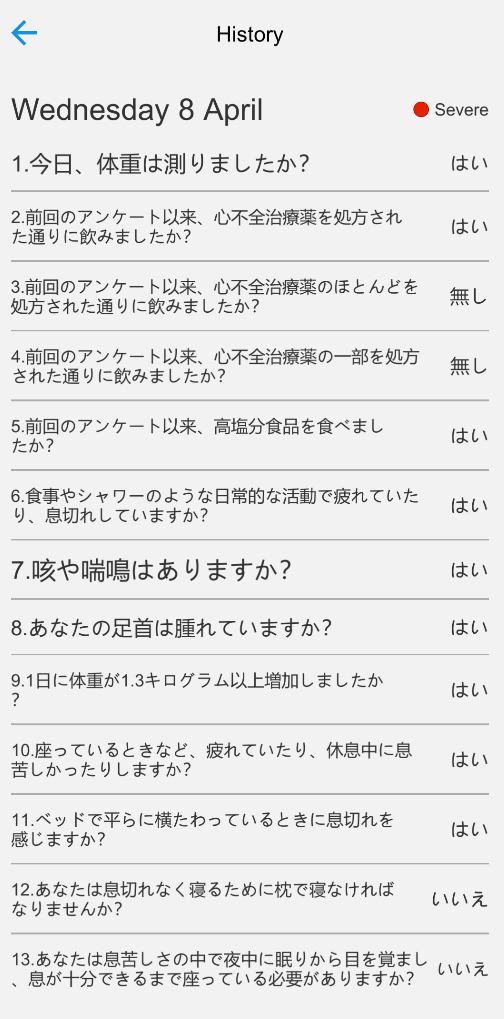 History
Wednesday 8 April
Severe
1.今日、体重は測りましたか？
はい
2.前回のアンケート以来、心不全治療薬を処方され
た通りに飲みましたか？
はい
3.前回のアンケート以来、心不全治療薬のほとんどを
処方された通りに飲みましたか？
無し
4.前回のアンケート以来、心不全治療薬の一部を処方
された通りに飲みましたか？
無し
5.前回のアンケート以来、高塩分食品を食べまし
たか？
はい
6.食事やシャワーのような日常的な活動で疲れていた
り、息切れしていますか？
はい
7.咳や喘鳴はありますか？
はい
8.あなたの足首は腫れていますか？
はい
9.1日に体重が1.3キログラム以上増加しましたか
？
はい
10.座っているときなど、疲れていたり、休息中に息
苦しかったりしますか？
はい
11.ベッドで平らに横たわっているときに息切れを
感じますか？
はい
12.あなたは息切れなく寝るために枕で寝なければ
なりませんか？
いいえ
13.あなたは息苦しさの中で夜中に眠りから目を覚まし
、息が十分できるまで座っている必要がありますか？
いいえ